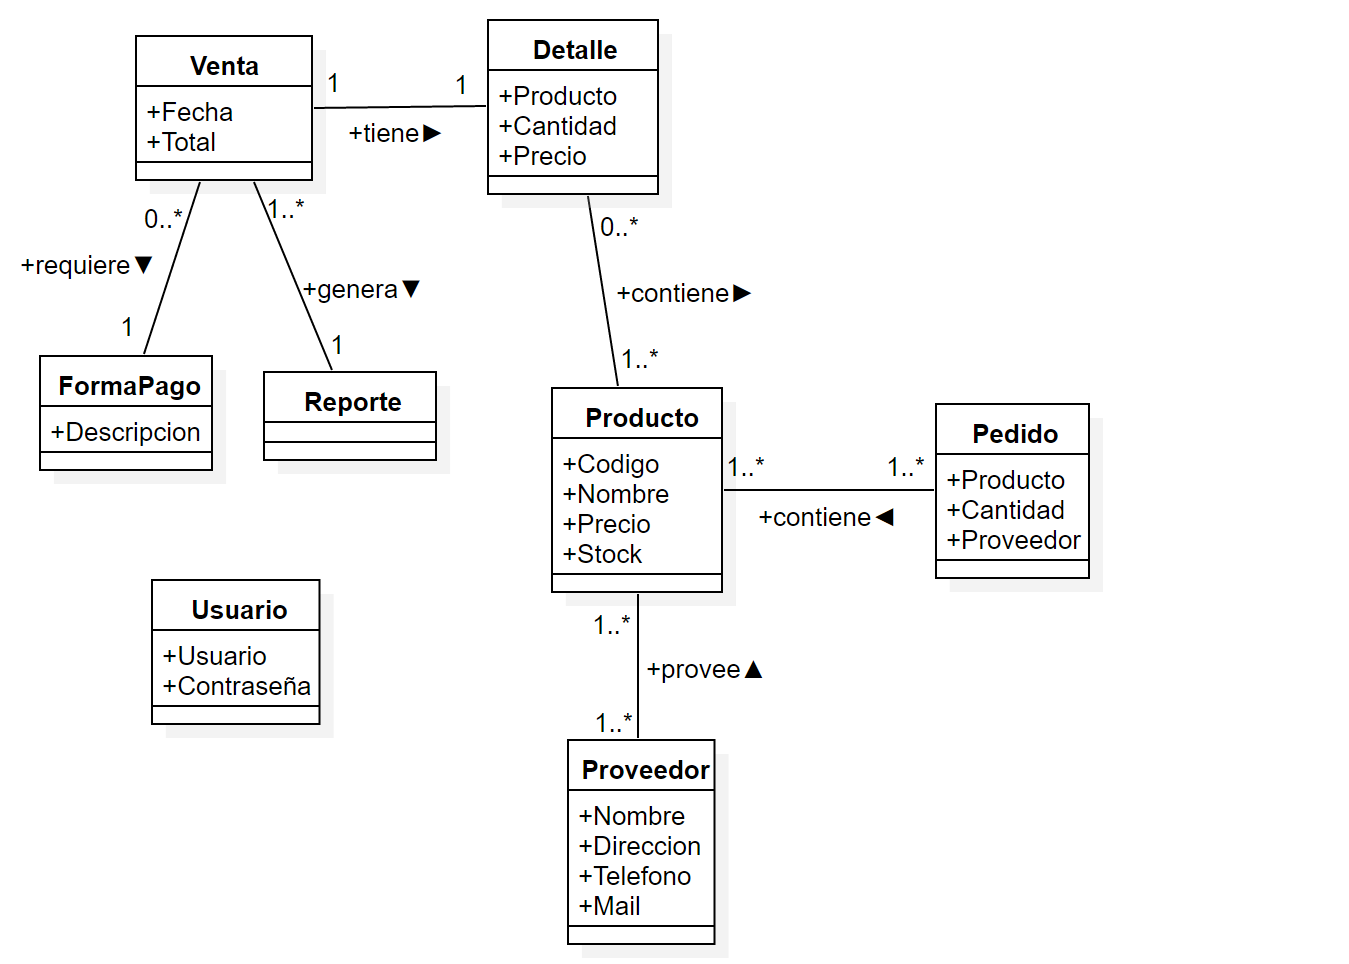 Venta
+Fecha
+Total
1
1
+tiene►
Detalle
+Producto
+Cantidad
+Precio
0..*
+requiere▼
1
1..*
+genera▼
1
0..*
+contiene►
1..*
FormaPago
+Descripcion
Reporte
Producto
+Codigo
+Nombre
+Precio
+Stock
1..*
1..*
+contiene◄
Pedido
+Producto
+Cantidad
+Proveedor
Usuario
+Usuario
+Contraseña
1..*
+provee▲
1..*
Proveedor
+Nombre
+Direccion
+Telefono
+Mail